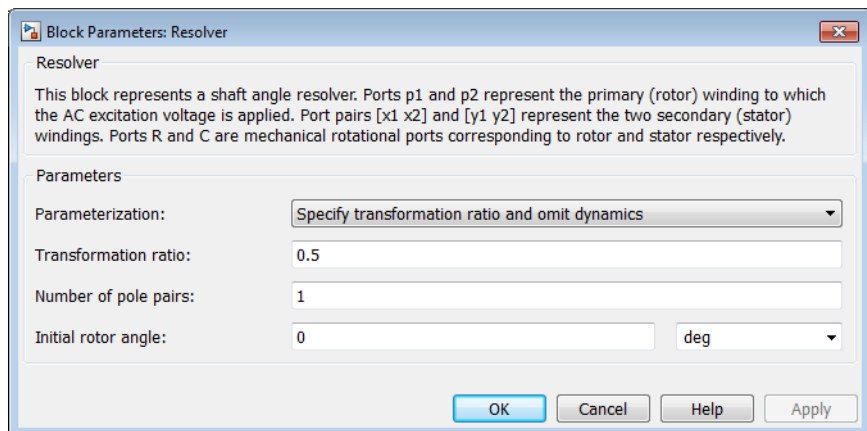 Block Parameters: Resolver
Resolver
This block represents a shaft angle resolver. Ports p1 and p2 represent the primary (rotor) winding to which
the AC excitation voltage is applied. Port pairs [x1 x2] and [y1 y2] represent the two secondary (stator)
windings. Ports R and C are mechanical rotational ports corresponding to rotor and stator respectively.
Parameters
Parameterization: Specify transformation ratio and omit dynamics
Transformation ratio: 0.5
Number of pole pairs: 1
Initial rotor angle: 0 deg
OK Cancel Help Apply